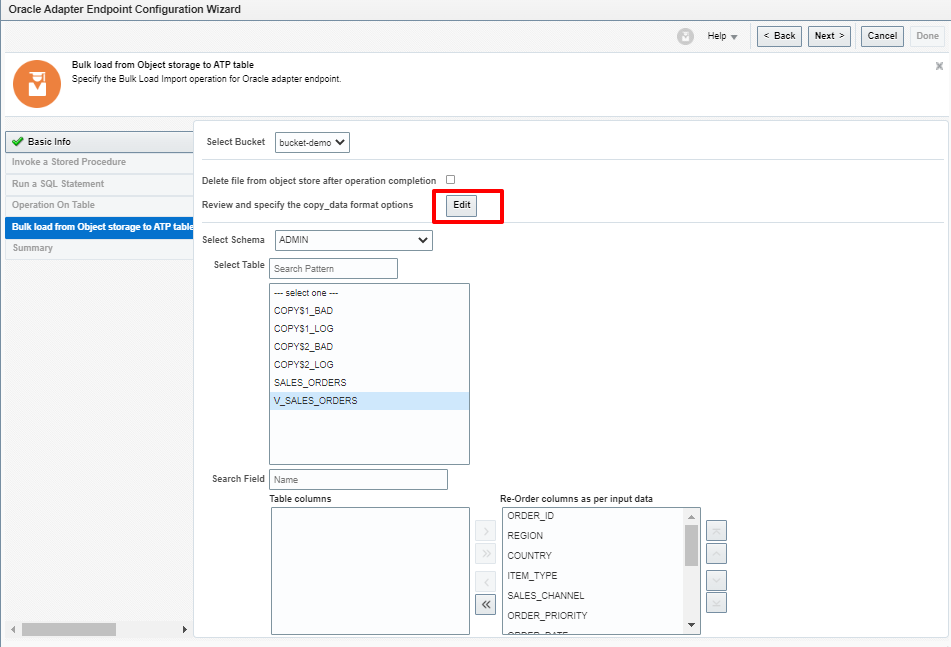 Oracle Adapter Endpoint Configuration Wizard
Help < Back Next > Cancel Done
Bulk load from Object storage to ATP table
Specify the Bulk Load Import operation for Oracle adapter endpoint.
Basic Info
Invoke a Stored Procedure
Run a SQL Statement
Operation On Table
Bulk load from Object storage to ATP table
Summary
Select Bucket bucket-demo
Delete file from object store after operation completion
Review and specify the copy_data format options Edit
Select Schema ADMIN
Select Table Search Pattern
--- select one ---
COPY$1_BAD
COPY$1_LOG
COPY$2_BAD
COPY$2_LOG
SALES_ORDERS
V_SALES_ORDERS
Search Field Name
Table columns Re-Order columns as per input data
ORDER_ID
REGION
COUNTRY
ITEM_TYPE
SALES_CHANNEL
ORDER_PRIORITY
ORDER_DATE